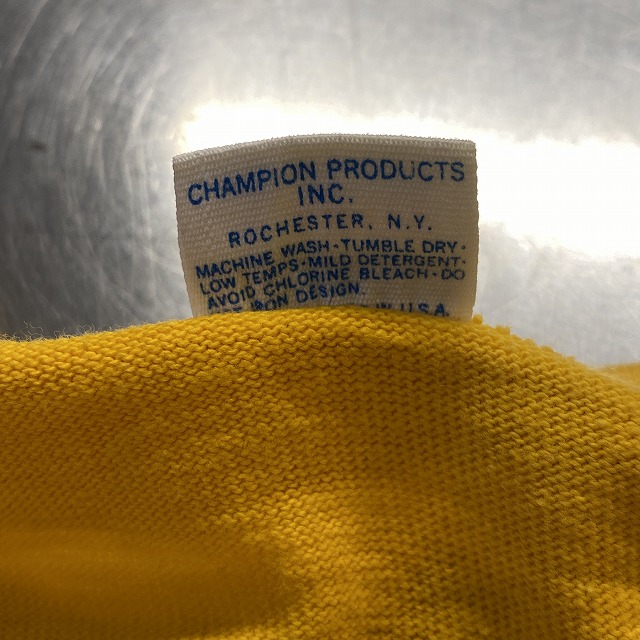 CHAMPION PRODUCTS
INC.
ROCHESTER, N.Y.
MACHINE WASH-TUMBLE DRY-
LOW TEMPS-MILD DETERGENT-
AVOID CHLORINE BLEACH-DO
IRON DESIGN.
U.S.A.